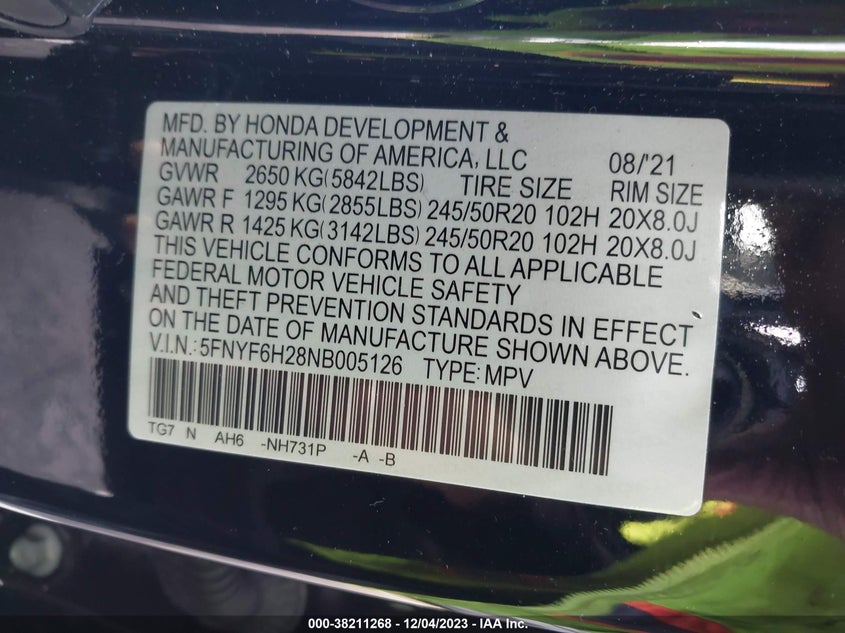 MFD. BY HONDA DEVELOPMENT &
MANUFACTURING OF AMERICA, LLC 08/'21
GVWR 2650 KG(5842LBS) TIRE SIZE RIM SIZE
GAWR F 1295 KG(2855LBS) 245/50R20 102H 20X8.0J
GAWR R 1425 KG(3142LBS) 245/50R20 102H 20X8.0J
THIS VEHICLE CONFORMS TO ALL APPLICABLE
FEDERAL MOTOR VEHICLE SAFETY
AND THEFT PREVENTION STANDARDS IN EFFECT
ON THE DATE OF MANUFACTURE SHOWN ABOVE.
V.I.N.:5FNYF6H28NB005126 TYPE:MPV
TG7 N AH6 -NH731P -A -B
000-38211268 - 12/04/2023 - IAA Inc.